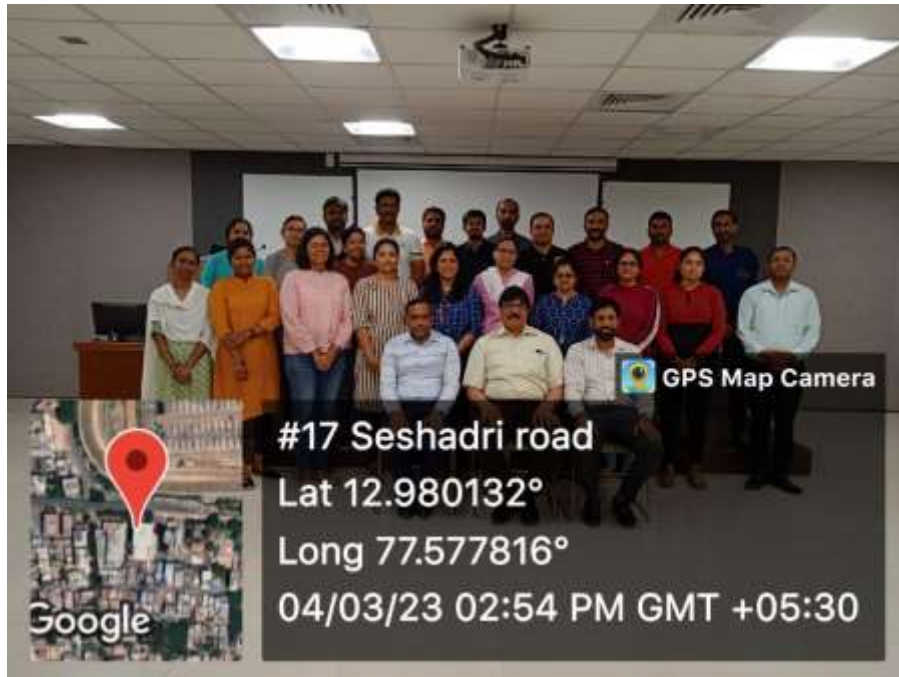 GPS Map Camera
#17 Seshadri road
Lat 12.980132°
Long 77.577816°
04/03/23 02:54 PM GMT +05:30
Google